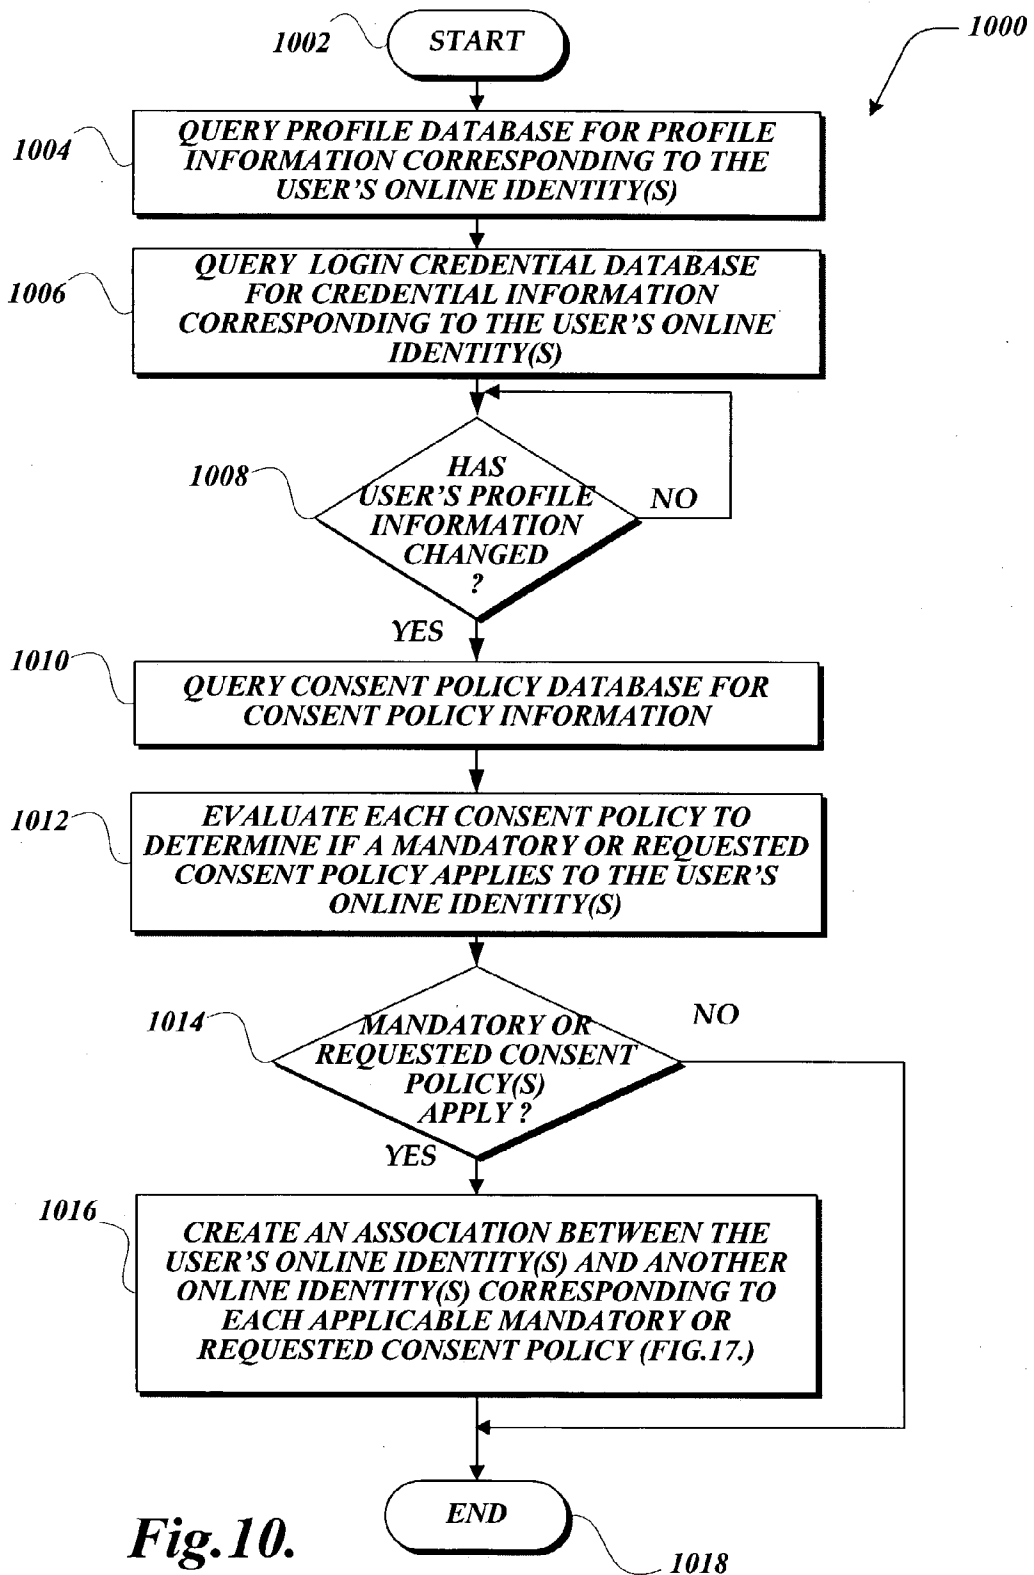 1002
START
1000
1004
QUERY PROFILE DATABASE FOR PROFILE
INFORMATION CORRESPONDING TO THE
USER'S ONLINE IDENTITY(S)
1006
QUERY LOGIN CREDENTIAL DATABASE
FOR CREDENTIAL INFORMATION
CORRESPONDING TO THE USER'S ONLINE
IDENTITY(S)
1008
HAS
USER'S PROFILE
INFORMATION
CHANGED
?
NO
YES
1010
QUERY CONSENT POLICY DATABASE FOR
CONSENT POLICY INFORMATION
1012
EVALUATE EACH CONSENT POLICY TO
DETERMINE IF A MANDATORY OR REQUESTED
CONSENT POLICY APPLIES TO THE USER'S
ONLINE IDENTITY(S)
1014
MANDATORY OR
REQUESTED CONSENT
POLICY(S)
APPLY ?
NO
YES
1016
CREATE AN ASSOCIATION BETWEEN THE
USER'S ONLINE IDENTITY(S) AND ANOTHER
ONLINE IDENTITY(S) CORRESPONDING TO
EACH APPLICABLE MANDATORY OR
REQUESTED CONSENT POLICY (FIG.17.)
END
1018
Fig.10.